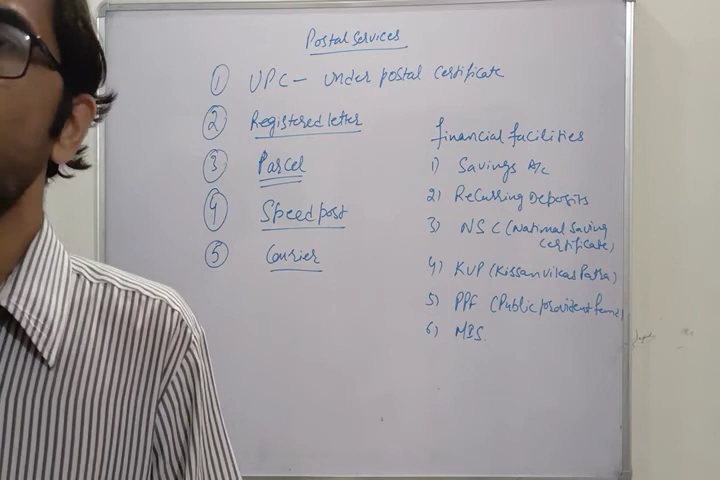 Postal services
① UPC - under postal certificate
② Registered letter
③ Parcel
④ Speed post
⑤ Courier
financial facilities
1) Savings A/c
2) Recurring Deposits
3) NSC (National Saving
certificate)
4) KVP (Kissan vikas Patra)
5) PPF (Public provident fund)
6) MIS.